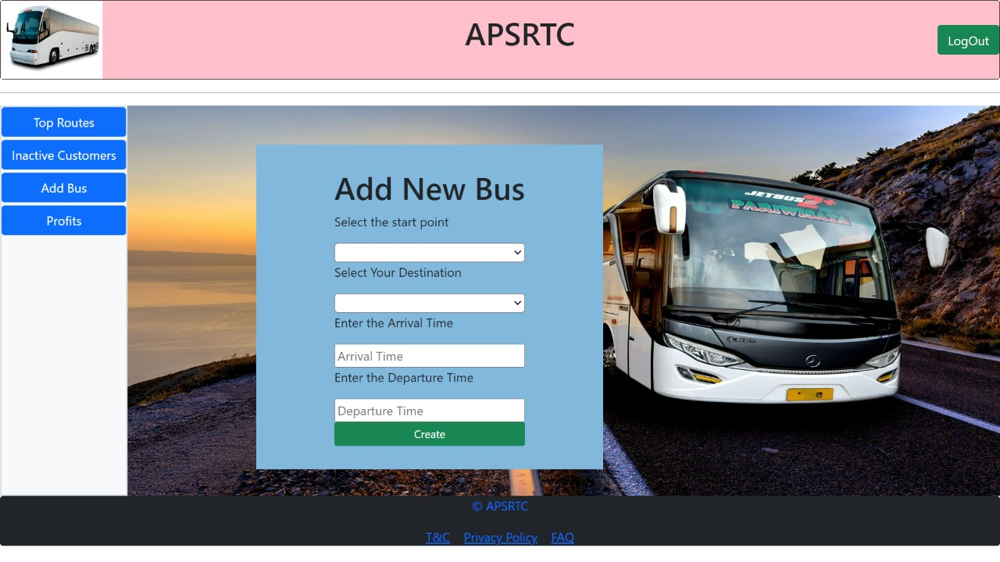 APSRTC
LogOut
Top Routes
Inactive Customers
Add Bus
Profits
Add New Bus
Select the start point
Select Your Destination
Enter the Arrival Time
Arrival Time
Enter the Departure Time
Departure Time
Create
JETBUS 2+
PARIWISATA
© APSRTC
T&C Privacy Policy FAQ